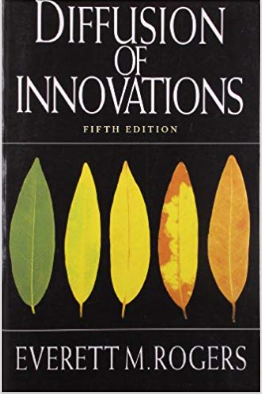 DIFFUSION
OF
INNOVATIONS
FIFTH EDITION
EVERETT M. ROGERS